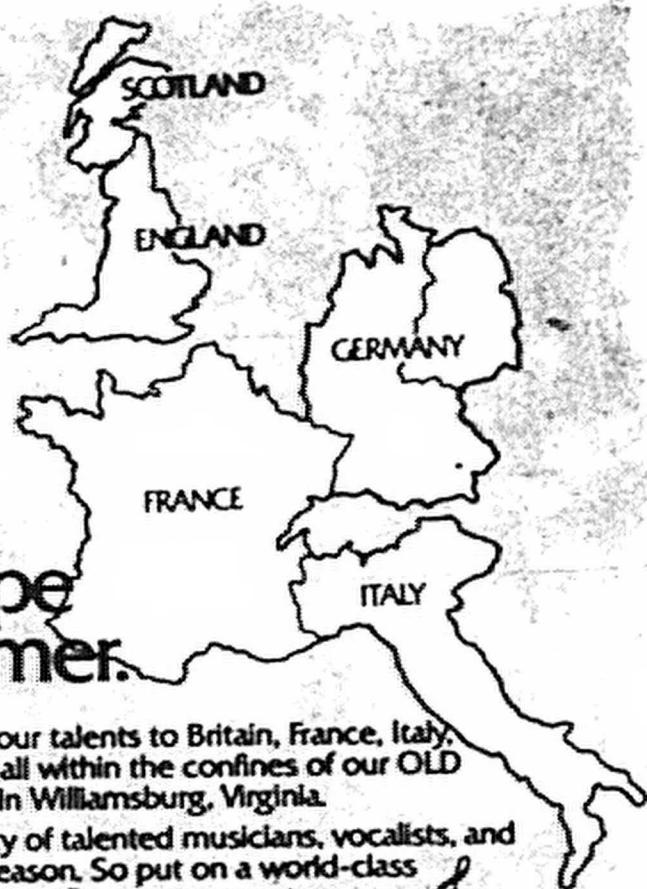 SCOTLAND
ENGLAND
GERMANY
FRANCE
ITALY
pe
mer.
our talents to Britain, France, Italy,
all within the confines of our OLD
in Williamsburg, Virginia.
y of talented musicians, vocalists, and
eason. So put on a world-class